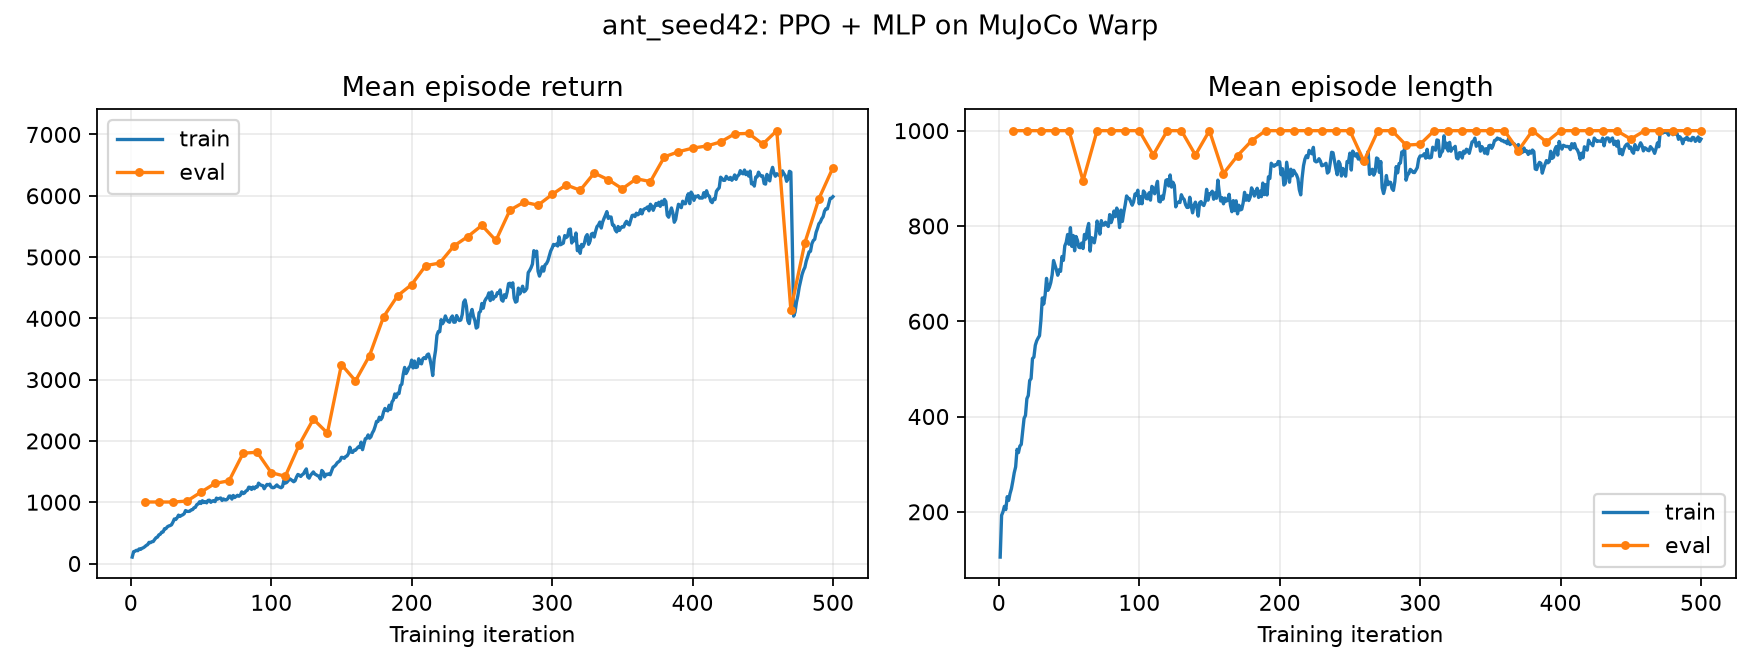 ant_seed42: PPO + MLP on MuJoCo Warp
Mean episode return
7000
6000
5000
4000
3000
2000
1000
0
train
eval
0 100 200 300 400 500
Training iteration
Mean episode length
1000
800
600
400
200
train
eval
0 100 200 300 400 500
Training iteration